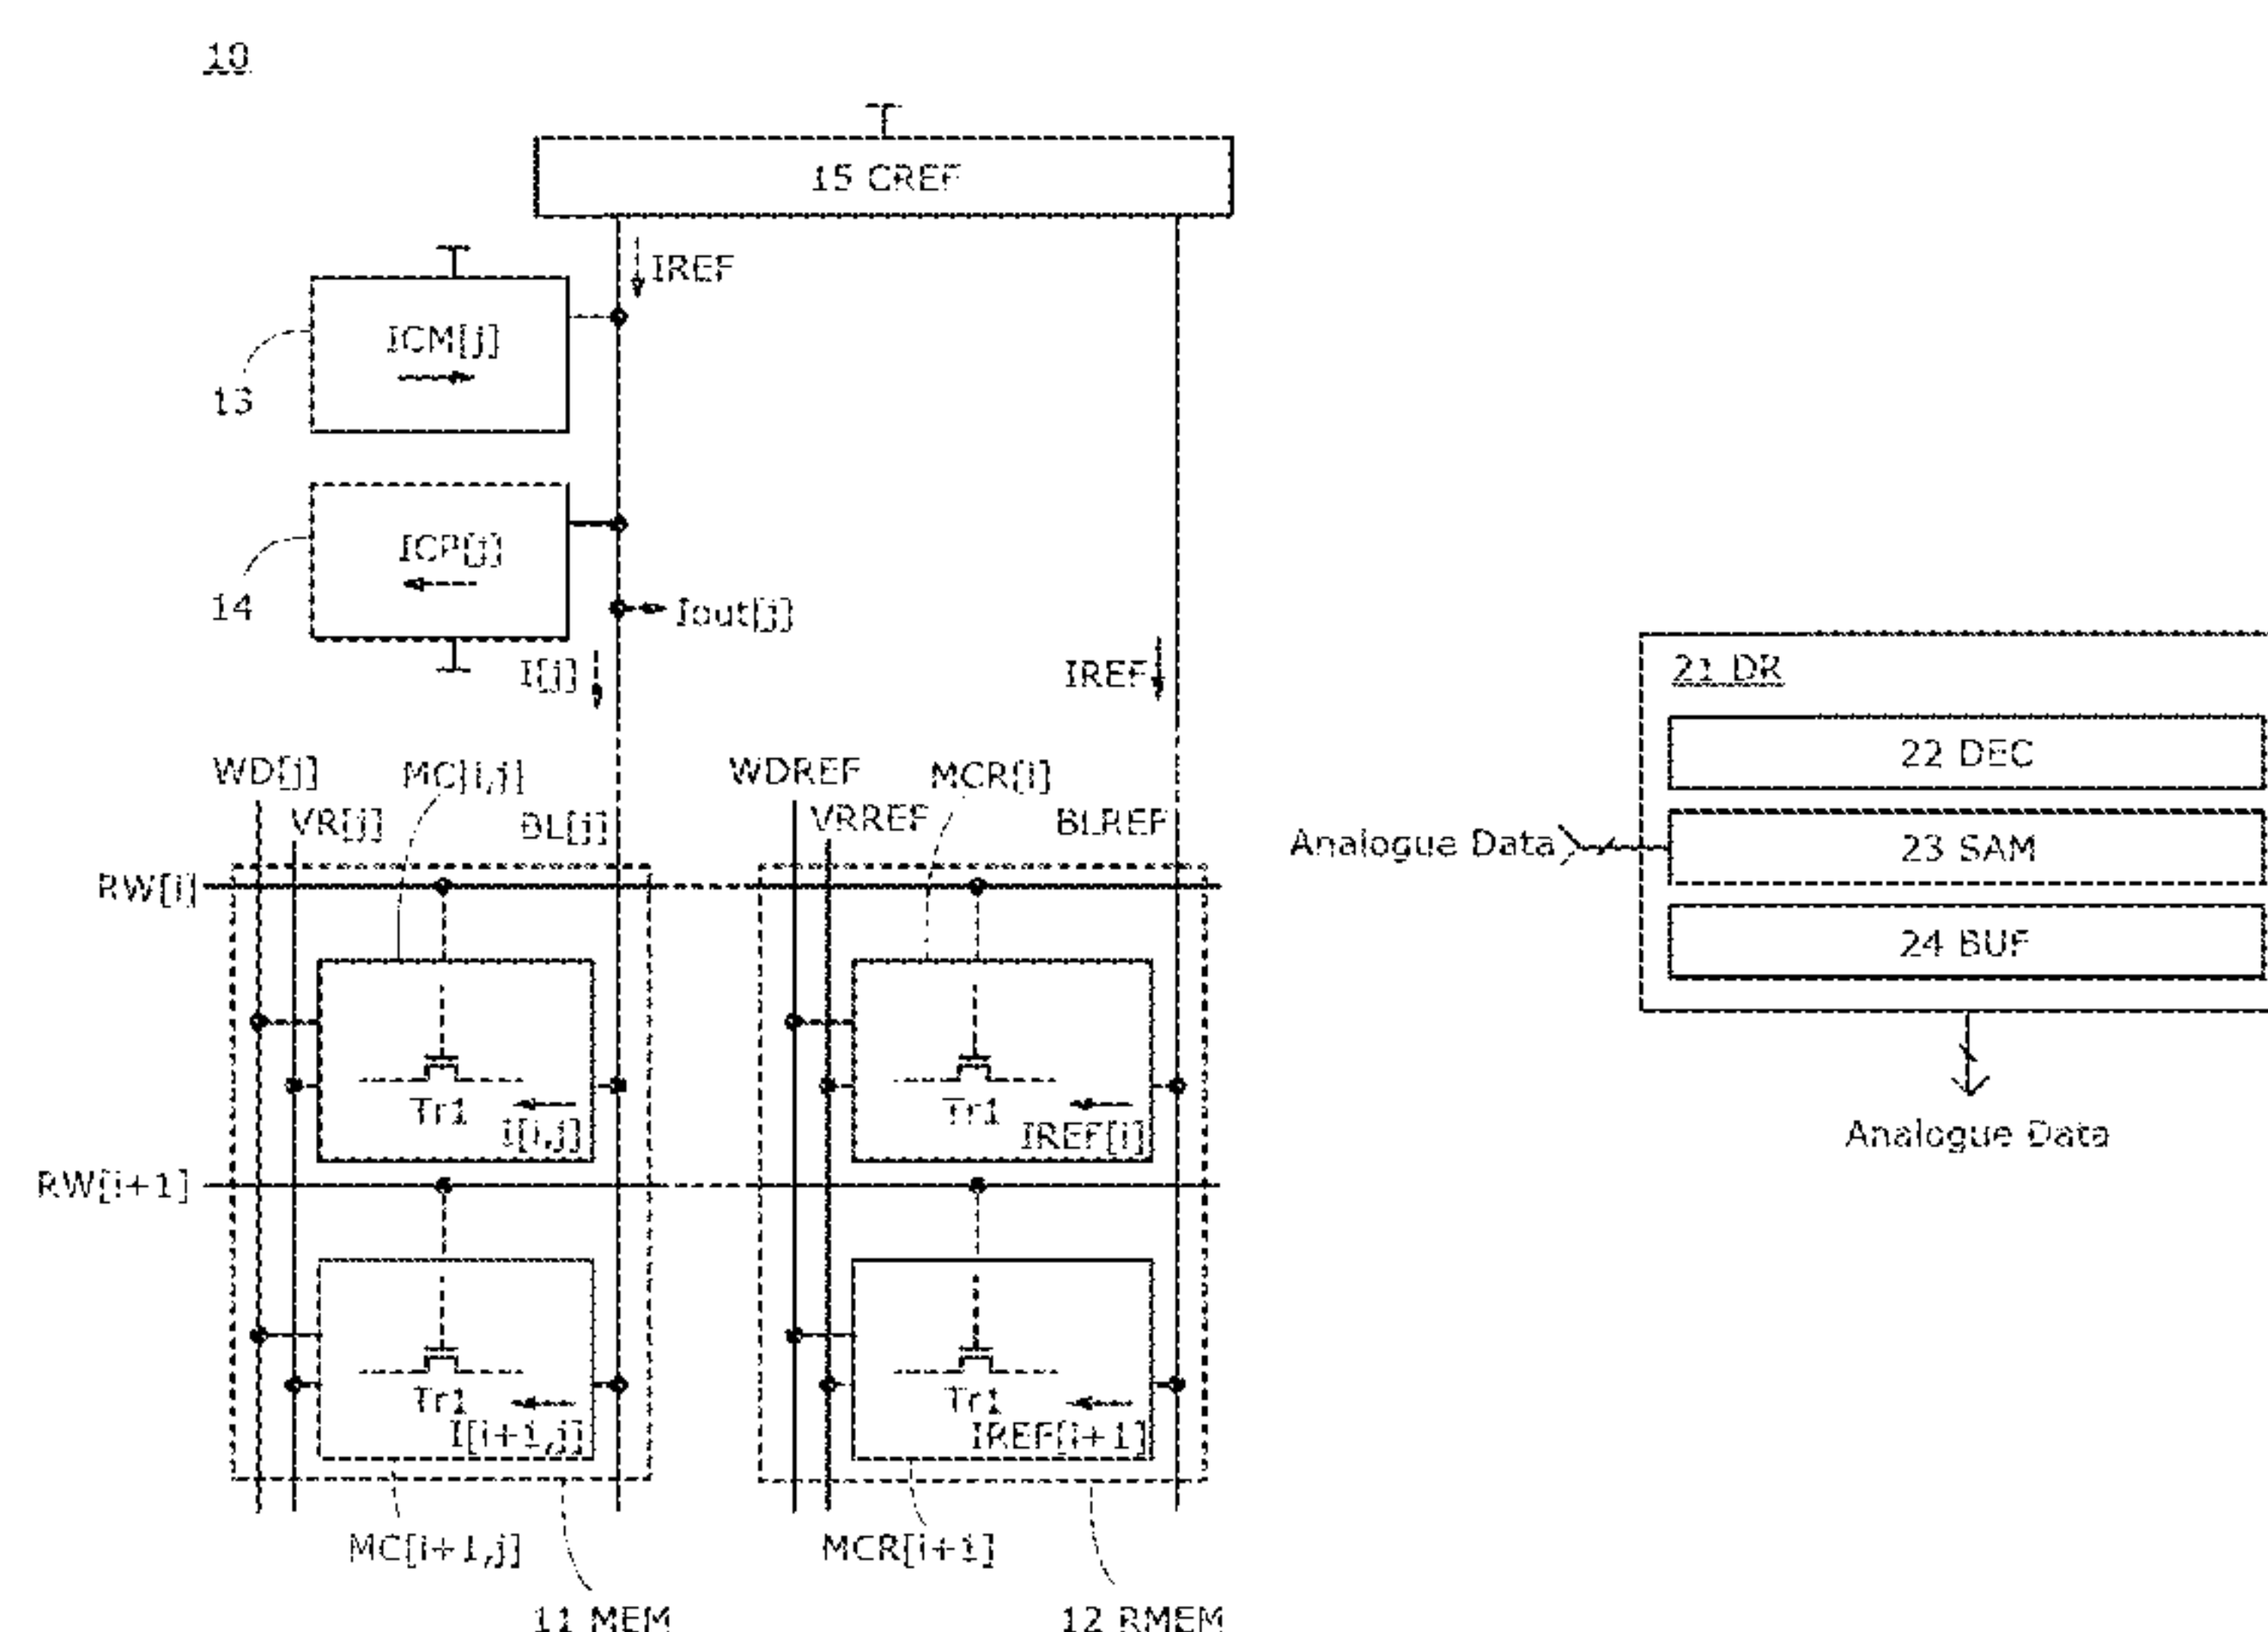 10
15 CREF
IREF
ICM[j]
13
ICP[j]
14
Iout[j]
I[j]
IREF
WD[j]
MC[i,j]
WDREF
MCR[i]
VR[j]
BL[j]
VRREF
BLREF
RW[i]
Tr1
I[i,j]
Tr1
IREF[i]
RW[i+1]
Tr1
I[i+1,j]
Tr1
IREF[i+1]
MC[i+1,j]
MCR[i+1]
11 MEM
12 RMEM
21 DR
22 DEC
Analogue Data
23 SAM
24 BUF
Analogue Data